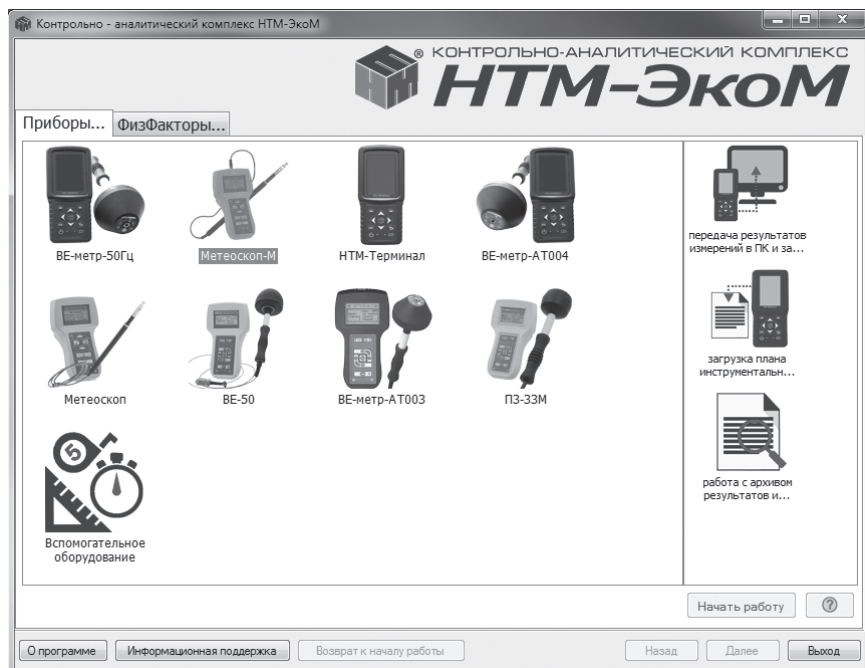 Контрольно - аналитический комплекс НТМ-ЭкоМ
КОНТРОЛЬНО-АНАЛИТИЧЕСКИЙ КОМПЛЕКС
НТМ-ЭкоМ
Приборы... ФизФакторы...
ВЕ-метр-50Гц Метеоскоп-М НТМ-Терминал ВЕ-метр-АТ004
Метеоскоп ВЕ-50 ВЕ-метр-АТ003 П3-33М
5
Вспомогательное
оборудование
передача результатов
измерений в ПК и за...
загрузка плана
инструментальн...
работа с архивом
результатов и...
Начать работу ?
О программе Информационная поддержка Возврат к началу работы Назад Далее Выход